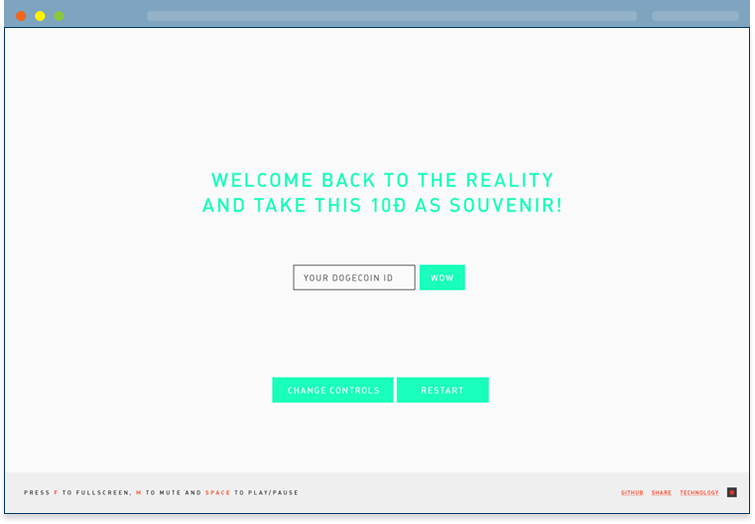 WELCOME BACK TO THE REALITY
AND TAKE THIS 10Đ AS SOUVENIR!
YOUR DOGECOIN ID
WOW
CHANGE CONTROLS
RESTART
PRESS F TO FULLSCREEN, M TO MUTE AND SPACE TO PLAY/PAUSE
GITHUB SHARE TECHNOLOGY